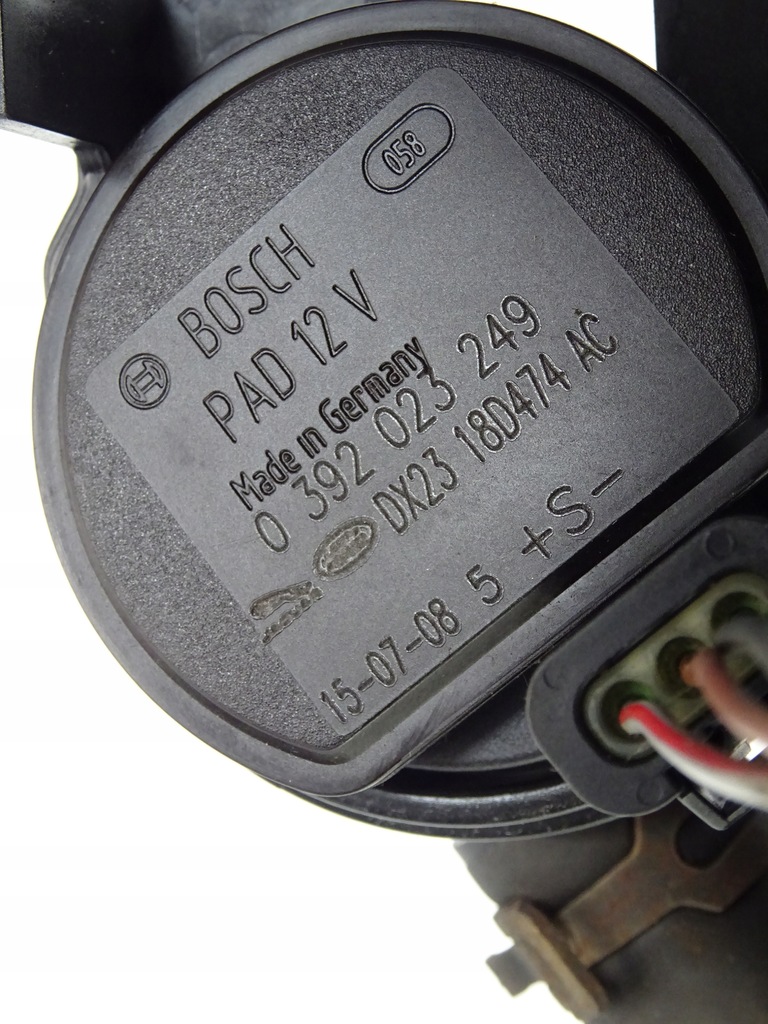 058
BOSCH
PAD 12 V
Made in Germany
0 392 023 249
DX23 18D474 AC
15-07-08 5 +S-